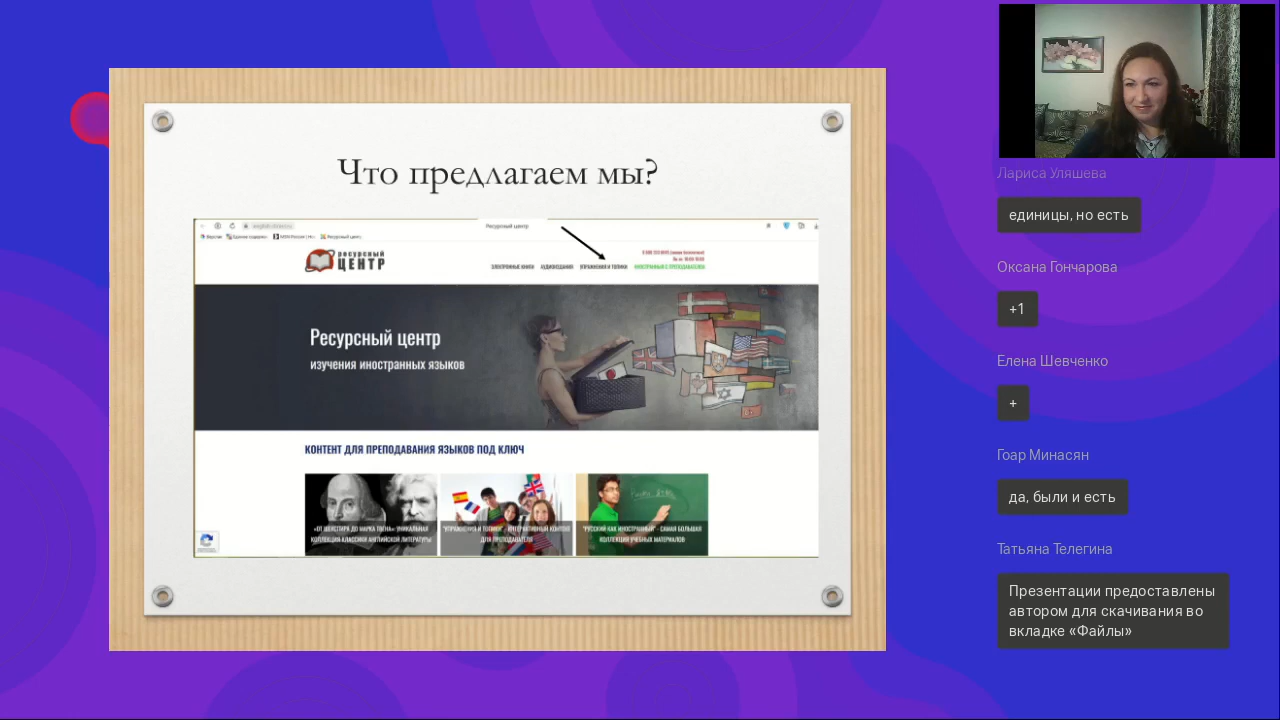 Что предлагаем мы?
Ресурсный центр
ресурсный
ЦЕНТР
ЭЛЕКТРОННЫЕ КНИГИ АУДИОИЗДАНИЯ УПРАЖНЕНИЯ И ТОПИКИ
Ресурсный центр
изучения иностранных языков
КОНТЕНТ ДЛЯ ПРЕПОДАВАНИЯ ЯЗЫКОВ ПОД КЛЮЧ
«ОТ ШЕКСПИРА ДО МАРКА ТВЕНА» УНИКАЛЬНАЯ
КОЛЛЕКЦИЯ КЛАССИКИ АНГЛИЙСКОЙ ЛИТЕРАТУРЫ
"УПРАЖНЕНИЯ И ТОПИКИ" - ИНТЕРАКТИВНЫЙ КОНТЕНТ
ДЛЯ ПРЕПОДАВАТЕЛЯ
"РУССКИЙ КАК ИНОСТРАННЫЙ" - САМАЯ БОЛЬШАЯ
КОЛЛЕКЦИЯ УЧЕБНЫХ МАТЕРИАЛОВ
Лариса Уляшева
единицы, но есть
Оксана Гончарова
+1
Елена Шевченко
+
Гоар Минасян
да, были и есть
Татьяна Телегина
Презентации предоставлены
автором для скачивания во
вкладке «Файлы»